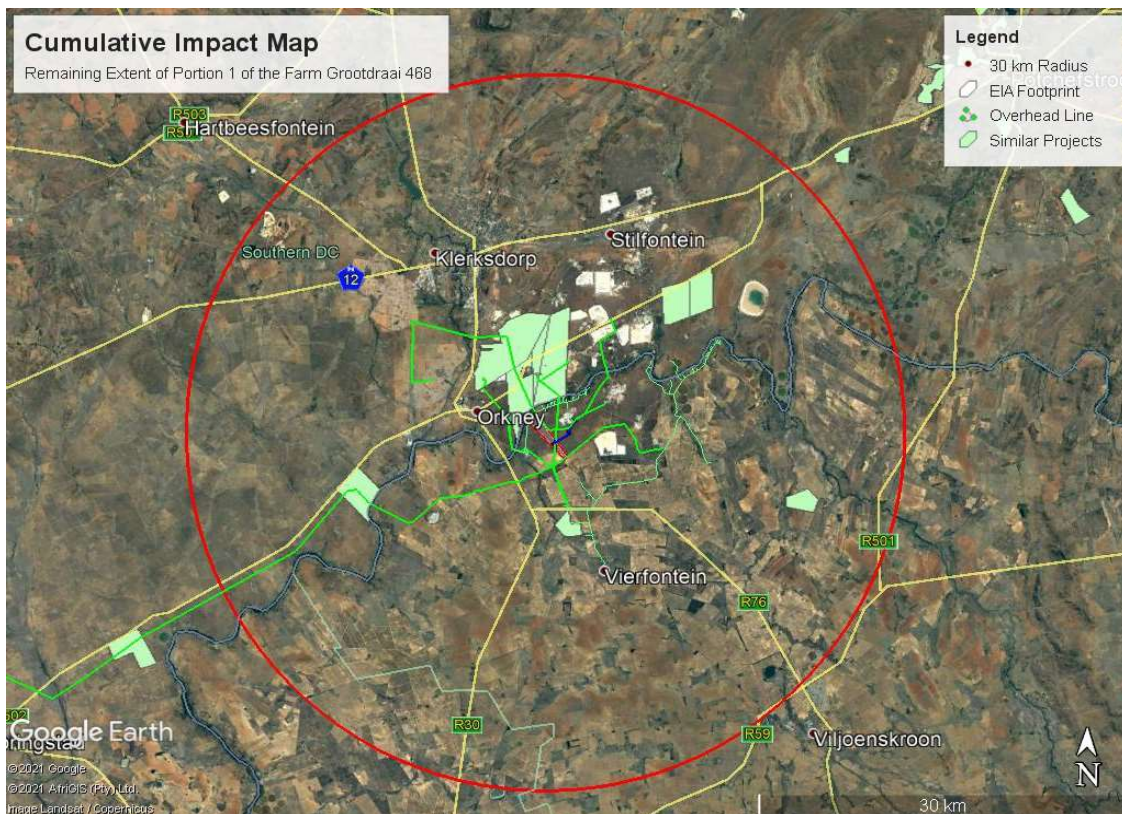 Cumulative Impact Map
Remaining Extent of Portion 1 of the Farm Grootdraai 468
Legend
30 km Radius
EIA Footprint
Overhead Line
Similar Projects
R503
Hartbeesfontein
Southern DC
12
Klerksdorp
Stilfontein
Orkney
R501
Vierfontein
R76
R30
R59
Viljoenskroon
Google Earth
©2021 Google
©2021 AfriGIS (Pty) Ltd.
Image Landsat / Copernicus
N
30 km